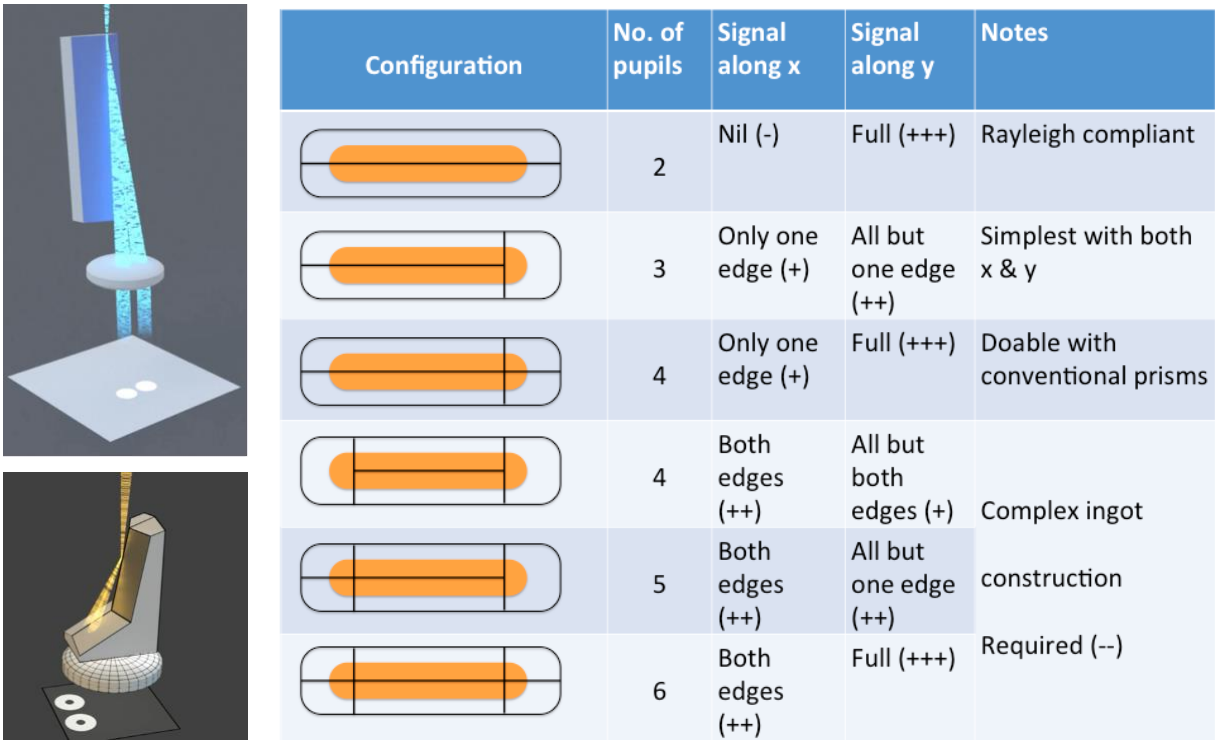 Configuration
No. of
pupils
Signal
along x
Signal
along y
Notes
2
Nil (-)
Full (+++)
Rayleigh compliant
3
Only one
edge (+)
All but
one edge
(++)
Simplest with both
x & y
4
Only one
edge (+)
Full (+++)
Doable with
conventional prisms
4
Both
edges
(++)
All but
both
edges (+)
Complex ingot
construction
Required (--)
5
Both
edges
(++)
All but
one edge
(++)
6
Both
edges
(++)
Full (+++)